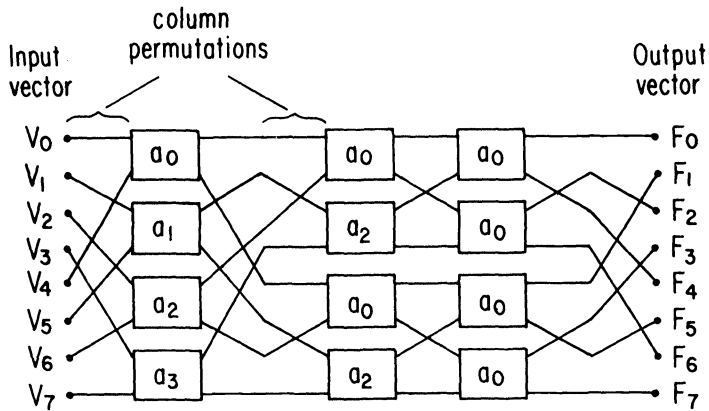 column
permutations
Input
vector
Output
vector
V0 a0 a0 a0 F0
V1 F1
V2 a1 a2 a0 F2
V3 F3
V4 a2 a0 a0 F4
V5 F5
V6 a3 a2 a0 F6
V7 F7